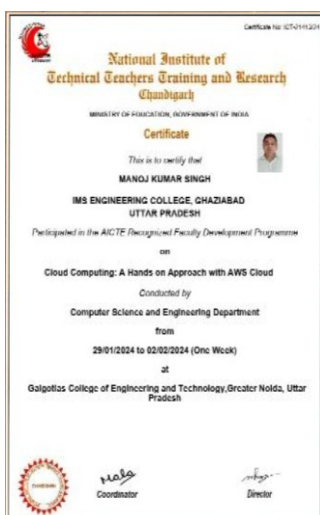 Certificate No: ICT-
National Institute of
Technical Teachers Training and Research
Chandigarh
MINISTRY OF EDUCATION, GOVERNMENT OF INDIA
Certificate
This is to certify that
MANOJ KUMAR SINGH
IMS ENGINEERING COLLEGE, GHAZIABAD
UTTAR PRADESH
Participated in the AICTE Recognized Faculty Development Programme
on
Cloud Computing: A Hands on Approach with AWS Cloud
Conducted by
Computer Science and Engineering Department
from
29/01/2024 to 02/02/2024 (One Week)
at
Galgotias College of Engineering and Technology,Greater Noida, Uttar
Pradesh
Coordinator
Director